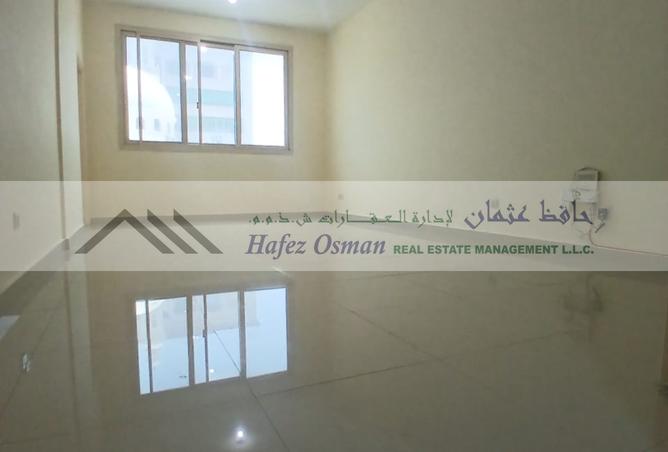 حافظ عثمان لإدارة العقارات ش.ذ.م.م.
Hafez Osman REAL ESTATE MANAGEMENT L.L.C.